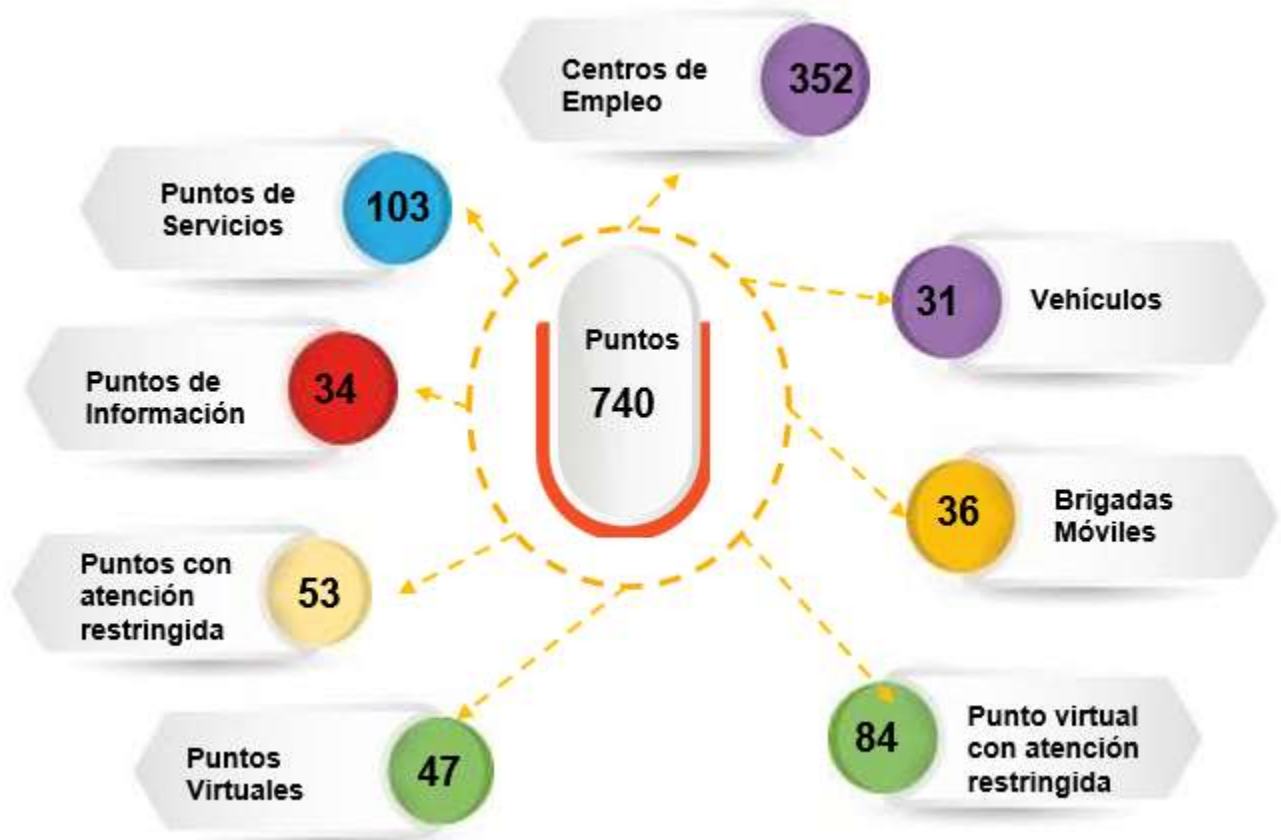 Centros de
Empleo
352
Puntos de
Servicios
103
31
Vehículos
Puntos
740
Puntos de
Información
34
36
Brigadas
Móviles
Puntos con
atención
restringida
53
84
Punto virtual
con atención
restringida
Puntos
Virtuales
47